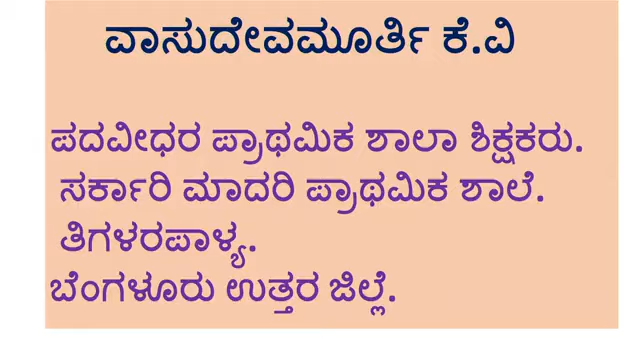 ವಾಸುದೇವಮೂರ್ತಿ ಕೆ.ವಿ
ಪದವೀಧರ ಪ್ರಾಥಮಿಕ ಶಾಲಾ ಶಿಕ್ಷಕರು.
ಸರ್ಕಾರಿ ಮಾದರಿ ಪ್ರಾಥಮಿಕ ಶಾಲೆ.
ತಿಗಳರಪಾಳ್ಯ.
ಬೆಂಗಳೂರು ಉತ್ತರ ಜಿಲ್ಲೆ.